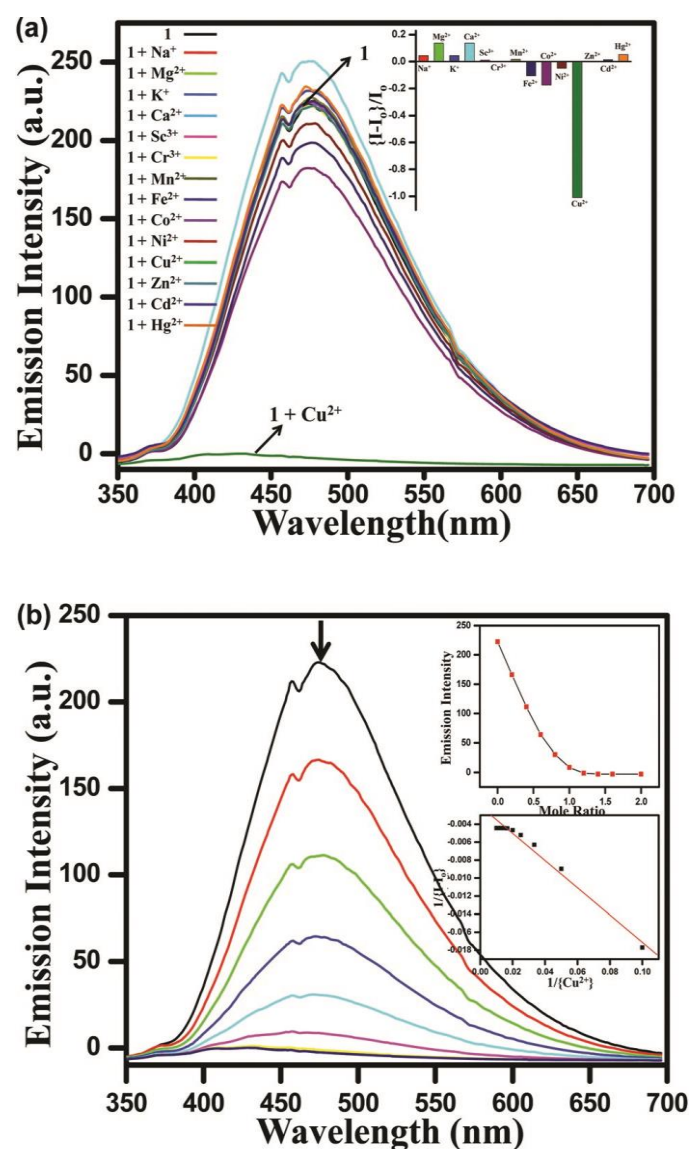 (a)
1
1 + Na⁺
1 + Mg²⁺
1 + K⁺
1 + Ca²⁺
1 + Sc³⁺
1 + Cr³⁺
1 + Mn²⁺
1 + Fe²⁺
1 + Co²⁺
1 + Ni²⁺
1 + Cu²⁺
1 + Zn²⁺
1 + Cd²⁺
1 + Hg²⁺
Emission Intensity (a.u.)
250
200
150
100
50
0
350 400 450 500 550 600 650 700
Wavelength(nm)
1
1 + Cu²⁺
{I-I₀}/I₀
0.2
0.0
-0.2
-0.4
-0.6
-0.8
-1.0
Na⁺ Mg²⁺ K⁺ Ca²⁺ Sc³⁺ Cr³⁺ Mn²⁺ Fe²⁺ Co²⁺ Ni²⁺ Cu²⁺ Zn²⁺ Cd²⁺ Hg²⁺
(b)
Emission Intensity (a.u.)
250
200
150
100
50
0
350 400 450 500 550 600 650 700
Wavelength (nm)
Emission Intensity
250
200
150
100
50
0
0.0 0.5 1.0 1.5 2.0
Mole Ratio
1/{I-I₀}
-0.004
-0.006
-0.008
-0.010
-0.012
-0.014
-0.016
-0.018
0.00 0.02 0.04 0.06 0.08 0.10
1/{Cu²⁺}